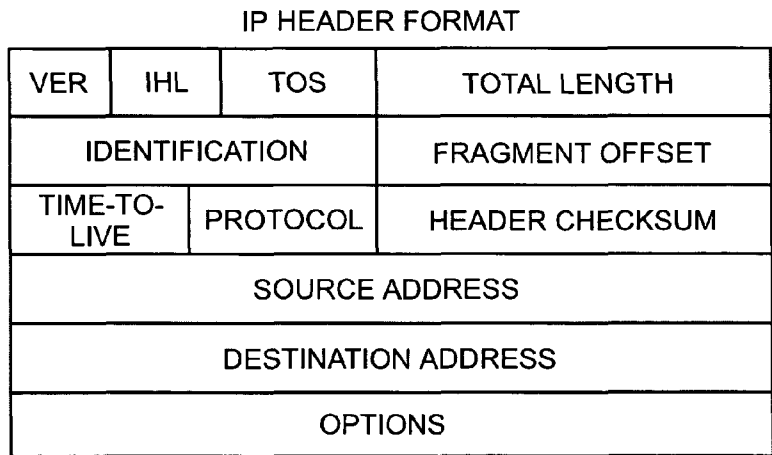 IP HEADER FORMAT
VER IHL TOS TOTAL LENGTH
IDENTIFICATION FRAGMENT OFFSET
TIME-TO-
LIVE PROTOCOL HEADER CHECKSUM
SOURCE ADDRESS
DESTINATION ADDRESS
OPTIONS